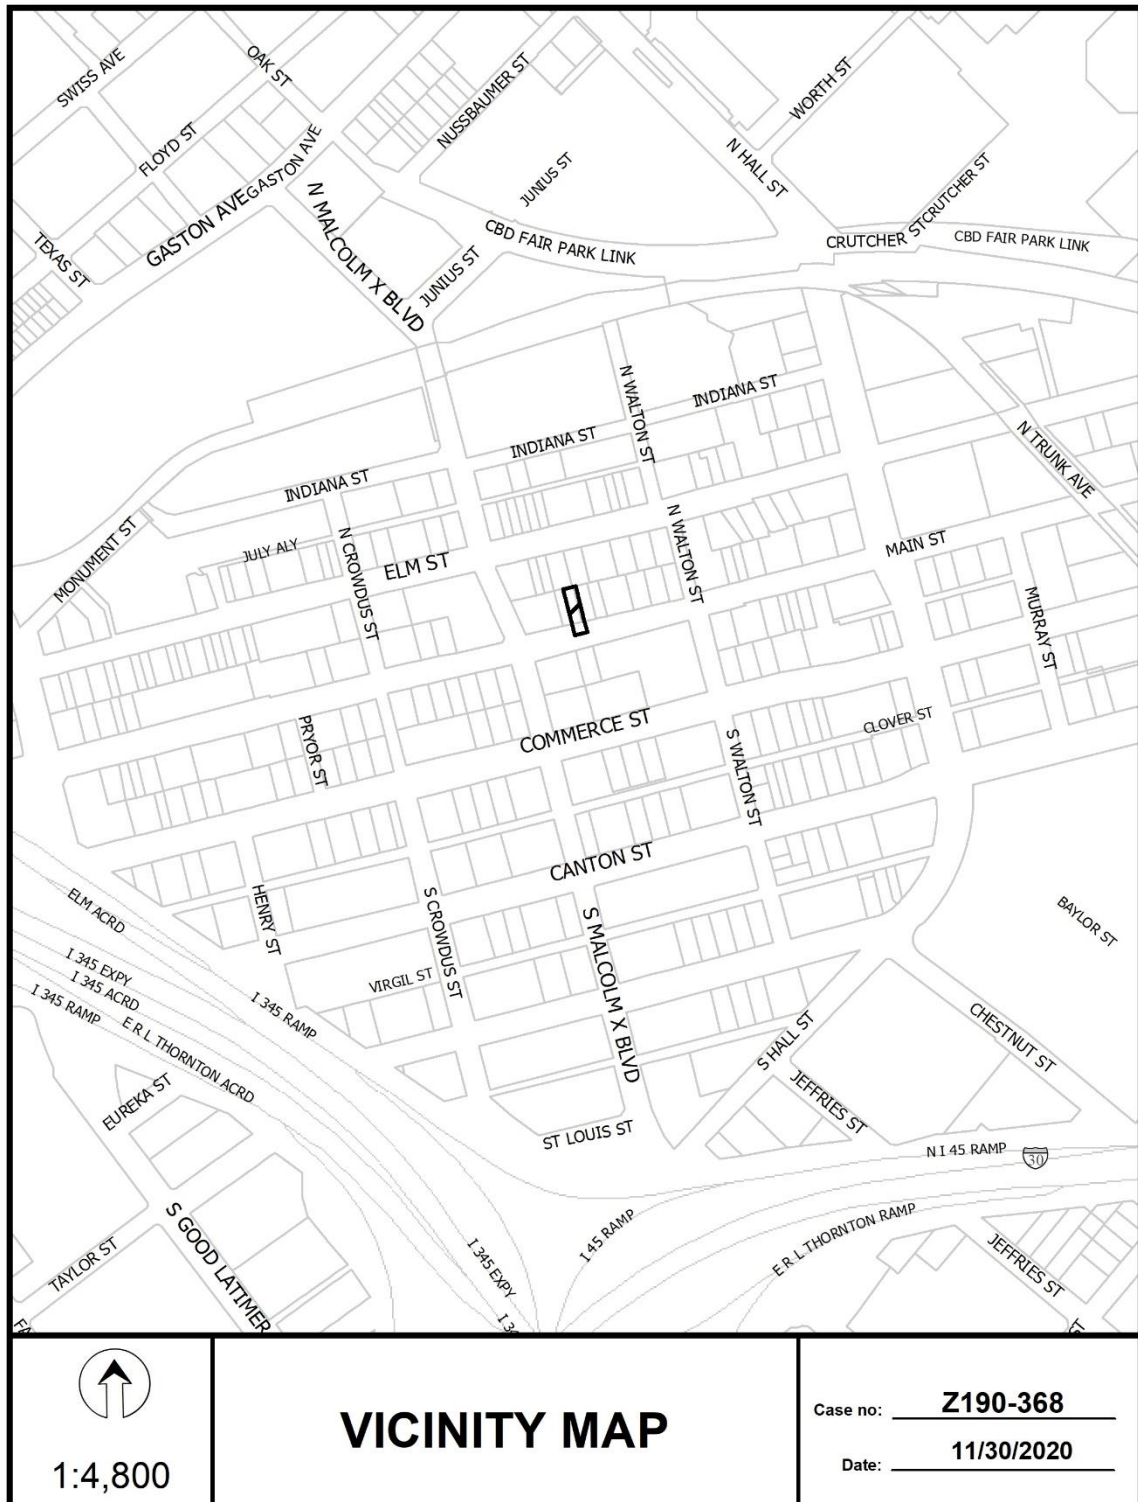 SWISS AVE
OAK ST
NUSSBAUMER ST
WORTH ST
FLOYD ST
N HALL ST
GASTON AVE
GASTON AVE
JUNIUS ST
CRUTCHER ST
CRUTCHER ST
TEXAS ST
N MALCOLM X BLVD
JUNIUS ST
CBD FAIR PARK LINK
CBD FAIR PARK LINK
N WALTON ST
INDIANA ST
INDIANA ST
INDIANA ST
N TRUNK AVE
MONUMENT ST
JULY ALY
N CROWDUS ST
ELM ST
N WALTON ST
MAIN ST
MURRAY ST
PRYOR ST
COMMERCE ST
CLOVER ST
S WALTON ST
CANTON ST
ELM ACRD
HENRY ST
S CROWDUS ST
S MALCOLM X BLVD
BAYLOR ST
I 345 EXPY
I 345 ACRD
I 345 RAMP
I 345 RAMP
VIRGIL ST
E R L THORNTON ACRD
S HALL ST
CHESTNUT ST
EUREKA ST
JEFFRIES ST
ST LOUIS ST
N I 45 RAMP
30
S GOOD LATIMER
TAYLOR ST
I 345 EXPY
I 45 RAMP
E R L THORNTON RAMP
JEFFRIES ST
FA
I 34
ST
1:4,800
VICINITY MAP
Case no: Z190-368
Date: 11/30/2020